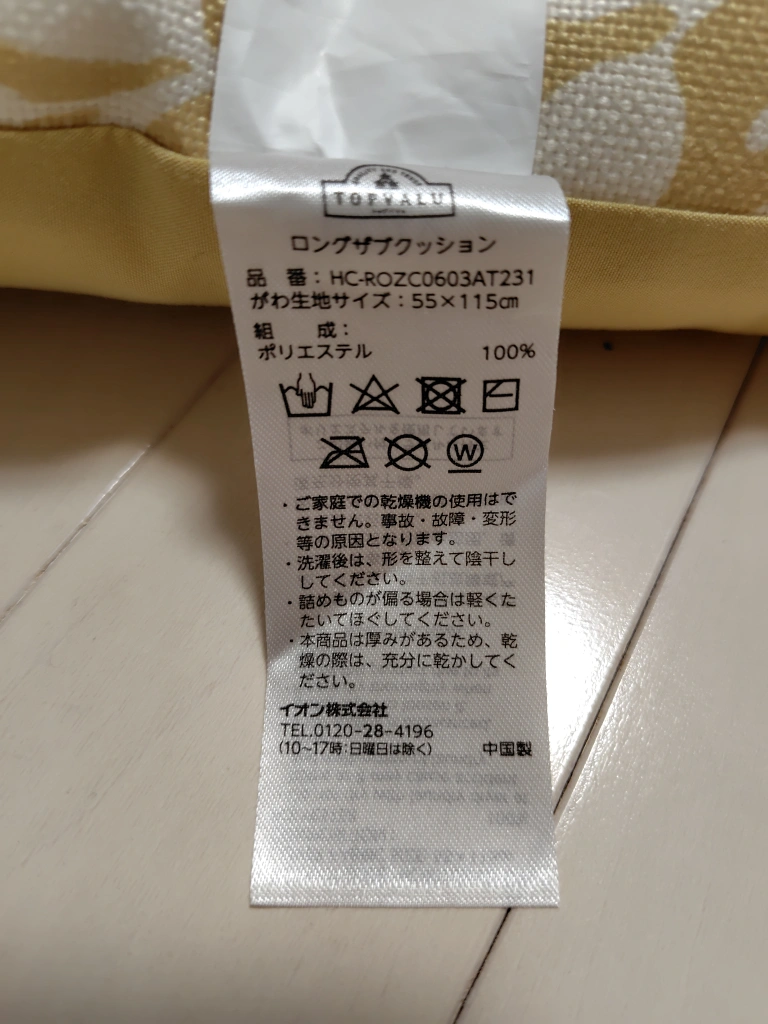 TOPVALU
ロングザブクッション
品 番：HC-ROZC0603AT231
がわ生地サイズ：55×115㎝
組 成：
ポリエステル 100%
W
・ご家庭での乾燥機の使用はで
きません。事故・故障・変形
等の原因となります。
・洗濯後は、形を整えて陰干し
してください。
・詰めものが偏る場合は軽くた
たいてほぐしてください。
・本商品は厚みがあるため、乾
燥の際は、充分に乾かしてく
ださい。
イオン株式会社
TEL.0120-28-4196
(10~17時:日曜日は除く) 中国製